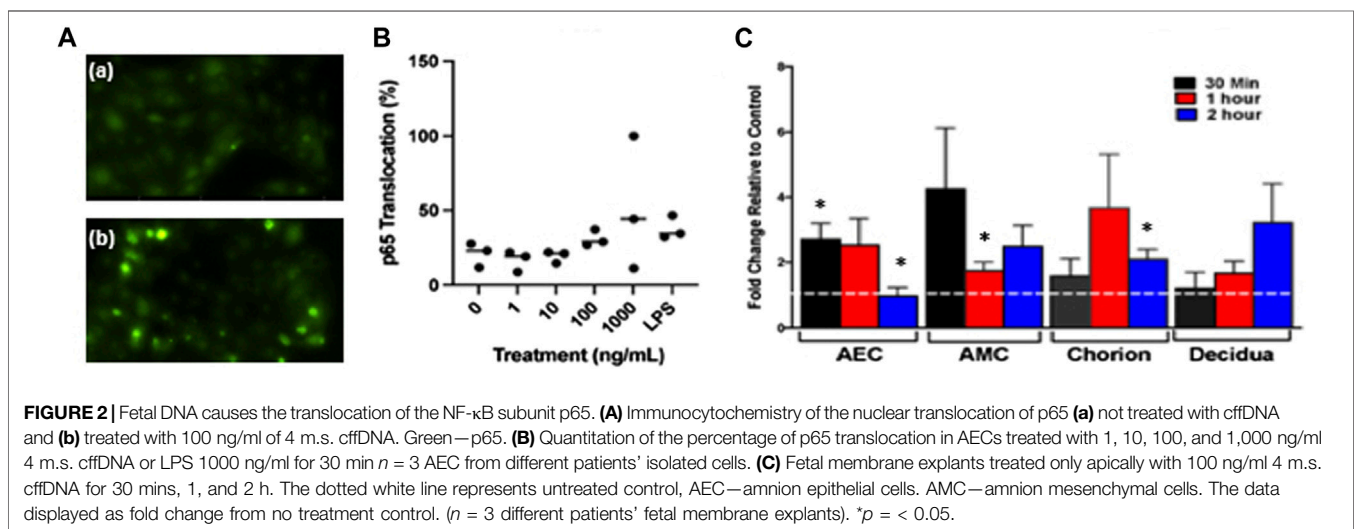 A
(a)
(b)
B
150
100
50
0
p65 Translocation (%)
0 1 10 100 1000 LPS
Treatment (ng/mL)
C
8
6
4
2
0
Fold Change Relative to Control
30 Min
1 hour
2 hour
* * * *
AEC AMC Chorion Decidua
FIGURE 2 | Fetal DNA causes the translocation of the NF-κB subunit p65. (A) Immunocytochemistry of the nuclear translocation of p65 (a) not treated with cffDNA
and (b) treated with 100 ng/ml of 4 m.s. cffDNA. Green—p65. (B) Quantitation of the percentage of p65 translocation in AECs treated with 1, 10, 100, and 1,000 ng/ml
4 m.s. cffDNA or LPS 1000 ng/ml for 30 min n = 3 AEC from different patients' isolated cells. (C) Fetal membrane explants treated only apically with 100 ng/ml 4 m.s.
cffDNA for 30 mins, 1, and 2 h. The dotted white line represents untreated control, AEC—amnion epithelial cells. AMC—amnion mesenchymal cells. The data
displayed as fold change from no treatment control. (n = 3 different patients' fetal membrane explants). *p = < 0.05.